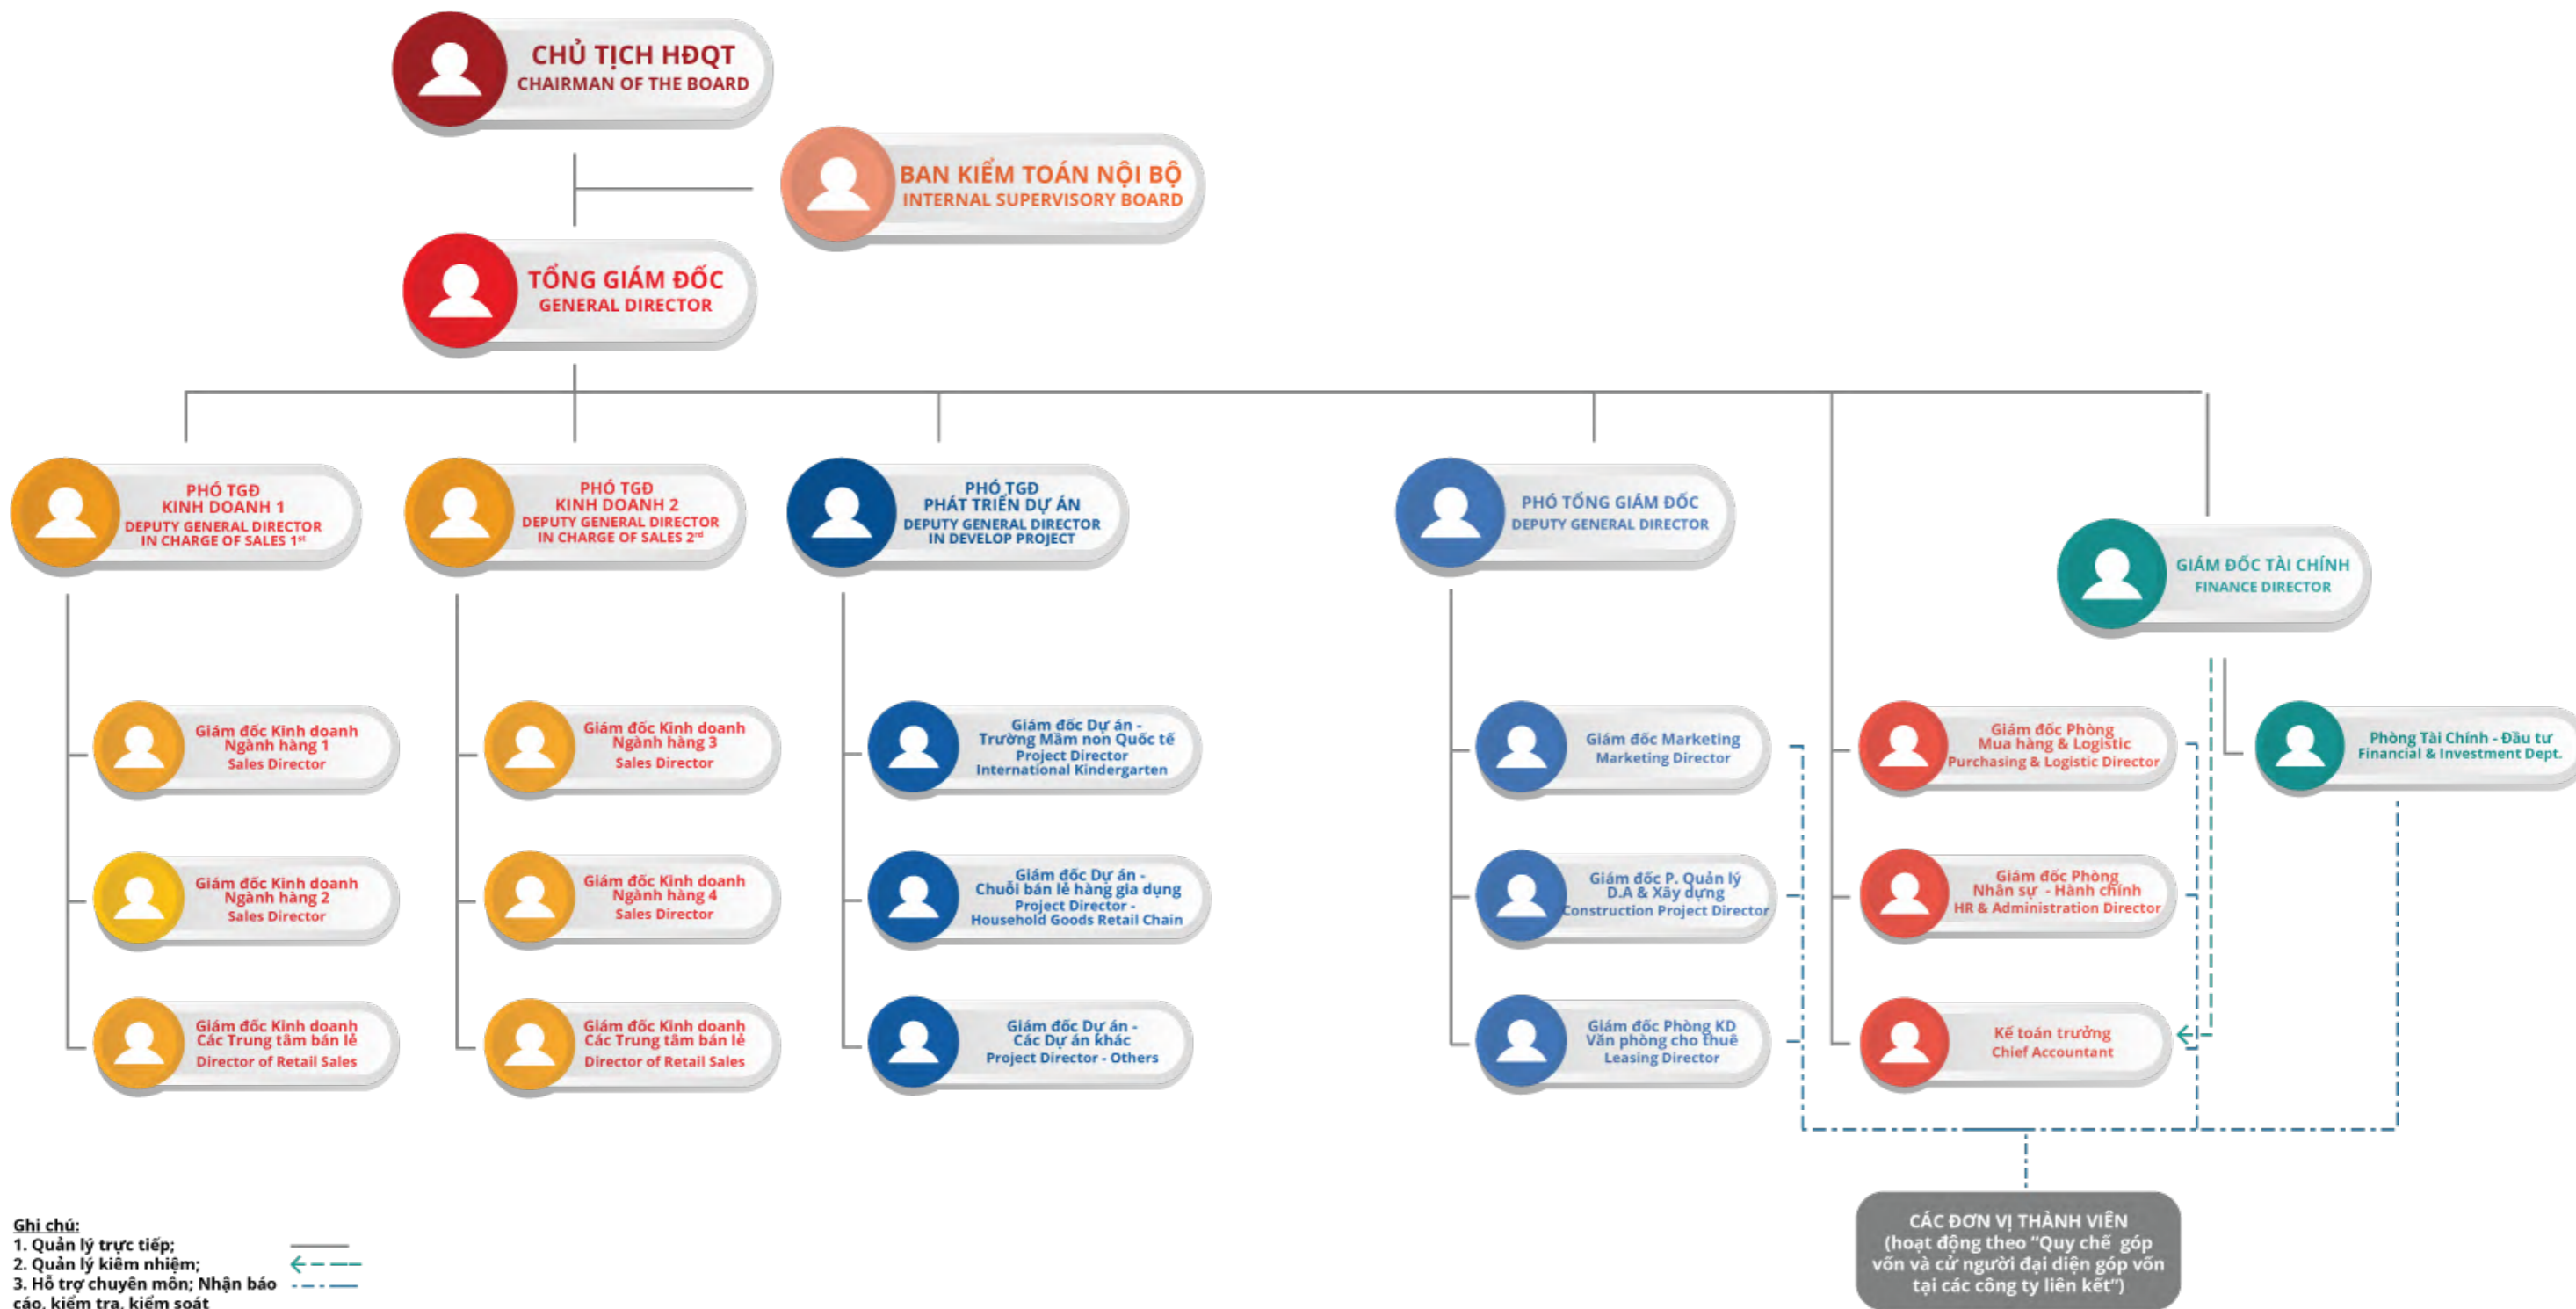 CHỦ TỊCH HĐQT
CHAIRMAN OF THE BOARD
BAN KIỂM TOÁN NỘI BỘ
INTERNAL SUPERVISORY BOARD
TỔNG GIÁM ĐỐC
GENERAL DIRECTOR
PHÓ TGĐ
KINH DOANH 1
DEPUTY GENERAL DIRECTOR
IN CHARGE OF SALES 1st
PHÓ TGĐ
KINH DOANH 2
DEPUTY GENERAL DIRECTOR
IN CHARGE OF SALES 2rd
PHÓ TGĐ
PHÁT TRIỂN DỰ ÁN
DEPUTY GENERAL DIRECTOR
IN DEVELOP PROJECT
PHÓ TỔNG GIÁM ĐỐC
DEPUTY GENERAL DIRECTOR
GIÁM ĐỐC TÀI CHÍNH
FINANCE DIRECTOR
Giám đốc Kinh doanh
Ngành hàng 1
Sales Director
Giám đốc Kinh doanh
Ngành hàng 3
Sales Director
Giám đốc Dự án -
Trường Mầm non Quốc tế
Project Director
International Kindergarten
Giám đốc Marketing
Marketing Director
Giám đốc Phòng
Mua hàng & Logistic
Purchasing & Logistic Director
Phòng Tài Chính - Đầu tư
Financial & Investment Dept.
Giám đốc Kinh doanh
Ngành hàng 2
Sales Director
Giám đốc Kinh doanh
Ngành hàng 4
Sales Director
Giám đốc Dự án -
Chuỗi bán lẻ hàng gia dụng
Project Director -
Household Goods Retail Chain
Giám đốc P. Quản lý
D.A & Xây dựng
Construction Project Director
Giám đốc Phòng
Nhân sự - Hành chính
HR & Administration Director
Giám đốc Kinh doanh
Các Trung tâm bán lẻ
Director of Retail Sales
Giám đốc Kinh doanh
Các Trung tâm bán lẻ
Director of Retail Sales
Giám đốc Dự án -
Các Dự án khác
Project Director - Others
Giám đốc Phòng KD
Văn phòng cho thuê
Leasing Director
Kế toán trưởng
Chief Accountant
Ghi chú:
1. Quản lý trực tiếp;
2. Quản lý kiêm nhiệm;
3. Hỗ trợ chuyên môn; Nhận báo
cáo, kiểm tra, kiểm soát
CÁC ĐƠN VỊ THÀNH VIÊN
(hoạt động theo "Quy chế góp
vốn và cử người đại diện góp vốn
tại các công ty liên kết")